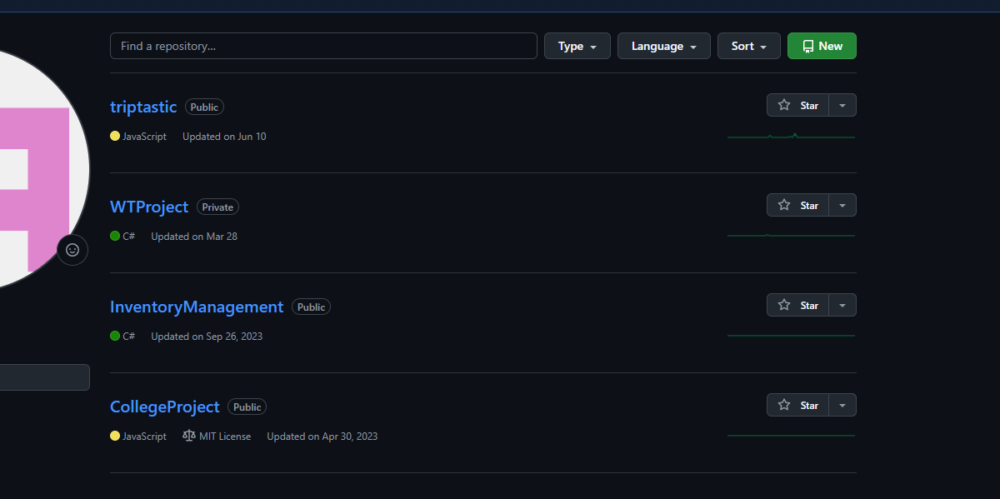 Find a repository... Type Language Sort New
triptastic Public Star
JavaScript Updated on Jun 10
WTProject Private Star
C# Updated on Mar 28
InventoryManagement Public Star
C# Updated on Sep 26, 2023
CollegeProject Public Star
JavaScript MIT License Updated on Apr 30, 2023